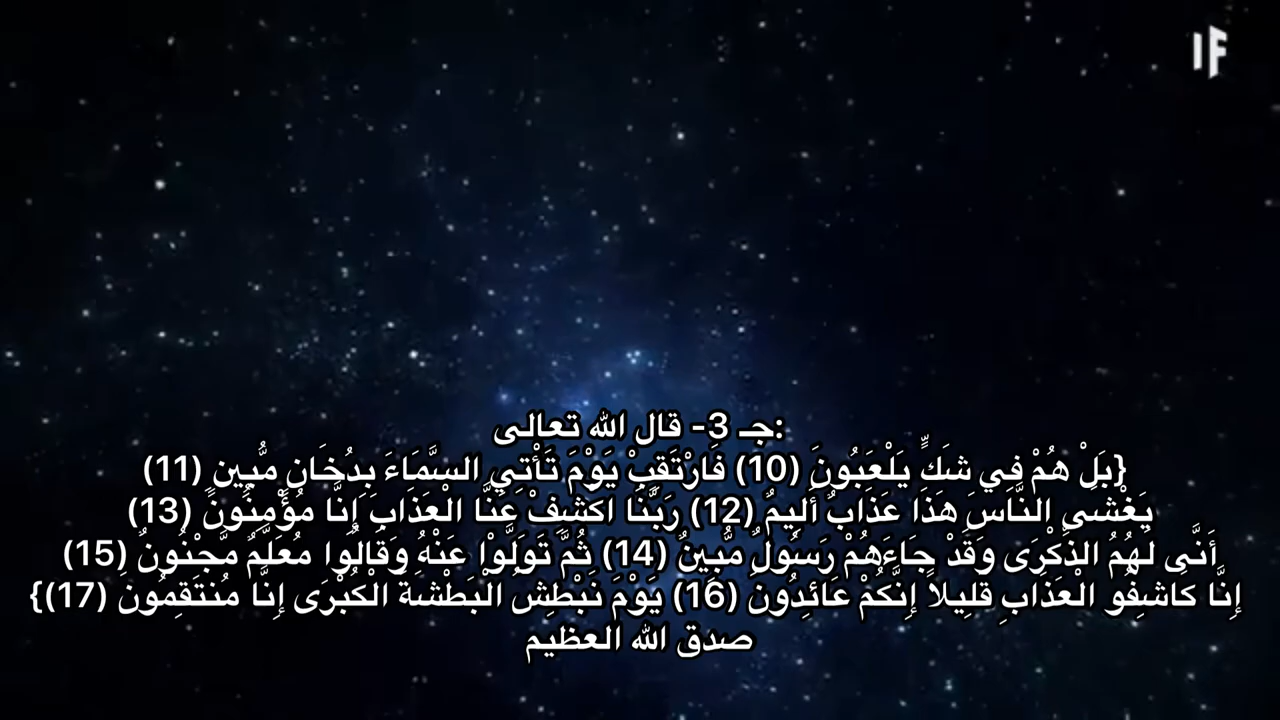 IF
جـ 3- قال الله تعالى:
{بَلْ هُمْ فِي شَكٍّ يَلْعَبُونَ (10) فَارْتَقِبْ يَوْمَ تَأْتِي السَّمَاءَ بِدُخَانٍ مُّبِينٍ (11)
يَغْشَى النَّاسَ هَذَا عَذَابٌ أَلِيمٌ (12) رَبَّنَا اكْشِفْ عَنَّا الْعَذَابَ إِنَّا مُؤْمِنُونَ (13)
أَنَّى لَهُمُ الذِّكْرَى وَقَدْ جَاءَهُمْ رَسُولٌ مُّبِينٌ (14) ثُمَّ تَوَلَّوْا عَنْهُ وَقَالُوا مُعَلَّمٌ مَّجْنُونٌ (15)
إِنَّا كَاشِفُو الْعَذَابِ قَلِيلاً إِنَّكُمْ عَائِدُونَ (16) يَوْمَ نَبْطِشُ الْبَطْشَةَ الْكُبْرَى إِنَّا مُنتَقِمُونَ (17)}
صدق الله العظيم